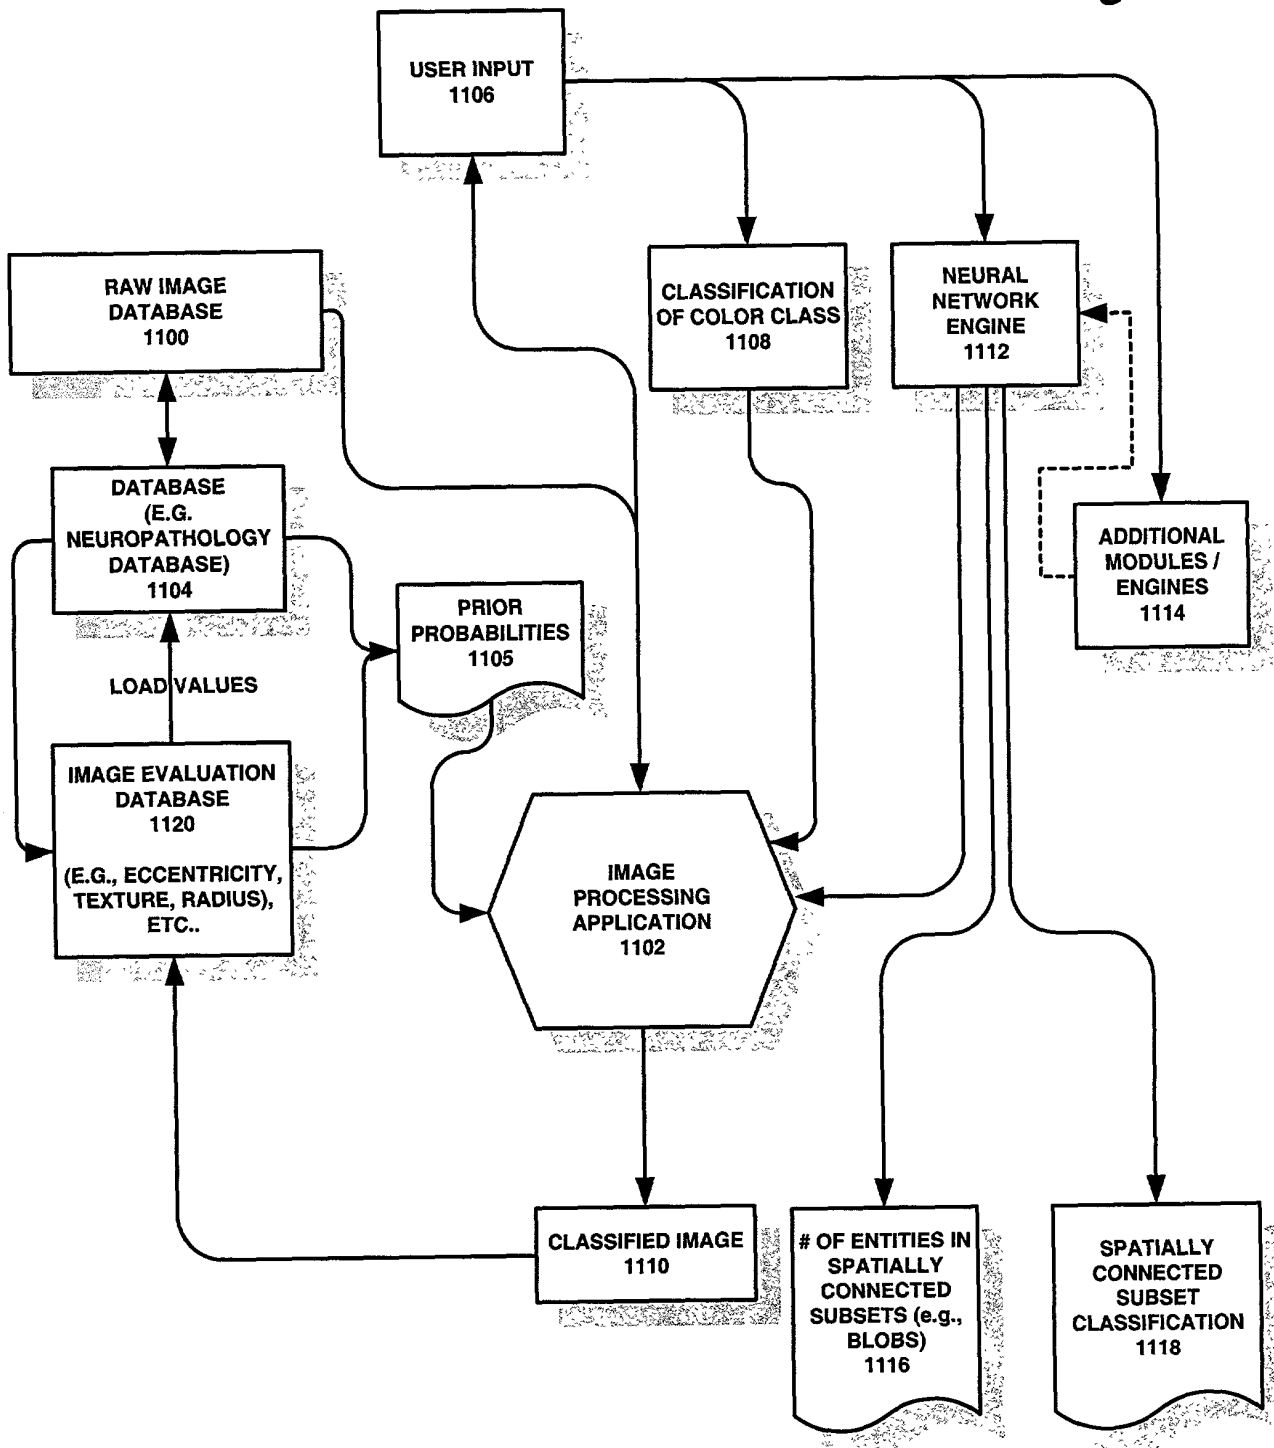 USER INPUT
1106
RAW IMAGE
DATABASE
1100
CLASSIFICATION
OF COLOR CLASS
1108
NEURAL
NETWORK
ENGINE
1112
DATABASE
(E.G.
NEUROPATHOLOGY
DATABASE)
1104
ADDITIONAL
MODULES /
ENGINES
1114
PRIOR
PROBABILITIES
1105
LOAD VALUES
IMAGE EVALUATION
DATABASE
1120
(E.G., ECCENTRICITY,
TEXTURE, RADIUS),
ETC..
IMAGE
PROCESSING
APPLICATION
1102
CLASSIFIED IMAGE
1110
# OF ENTITIES IN
SPATIALLY
CONNECTED
SUBSETS (e.g.,
BLOBS)
1116
SPATIALLY
CONNECTED
SUBSET
CLASSIFICATION
1118